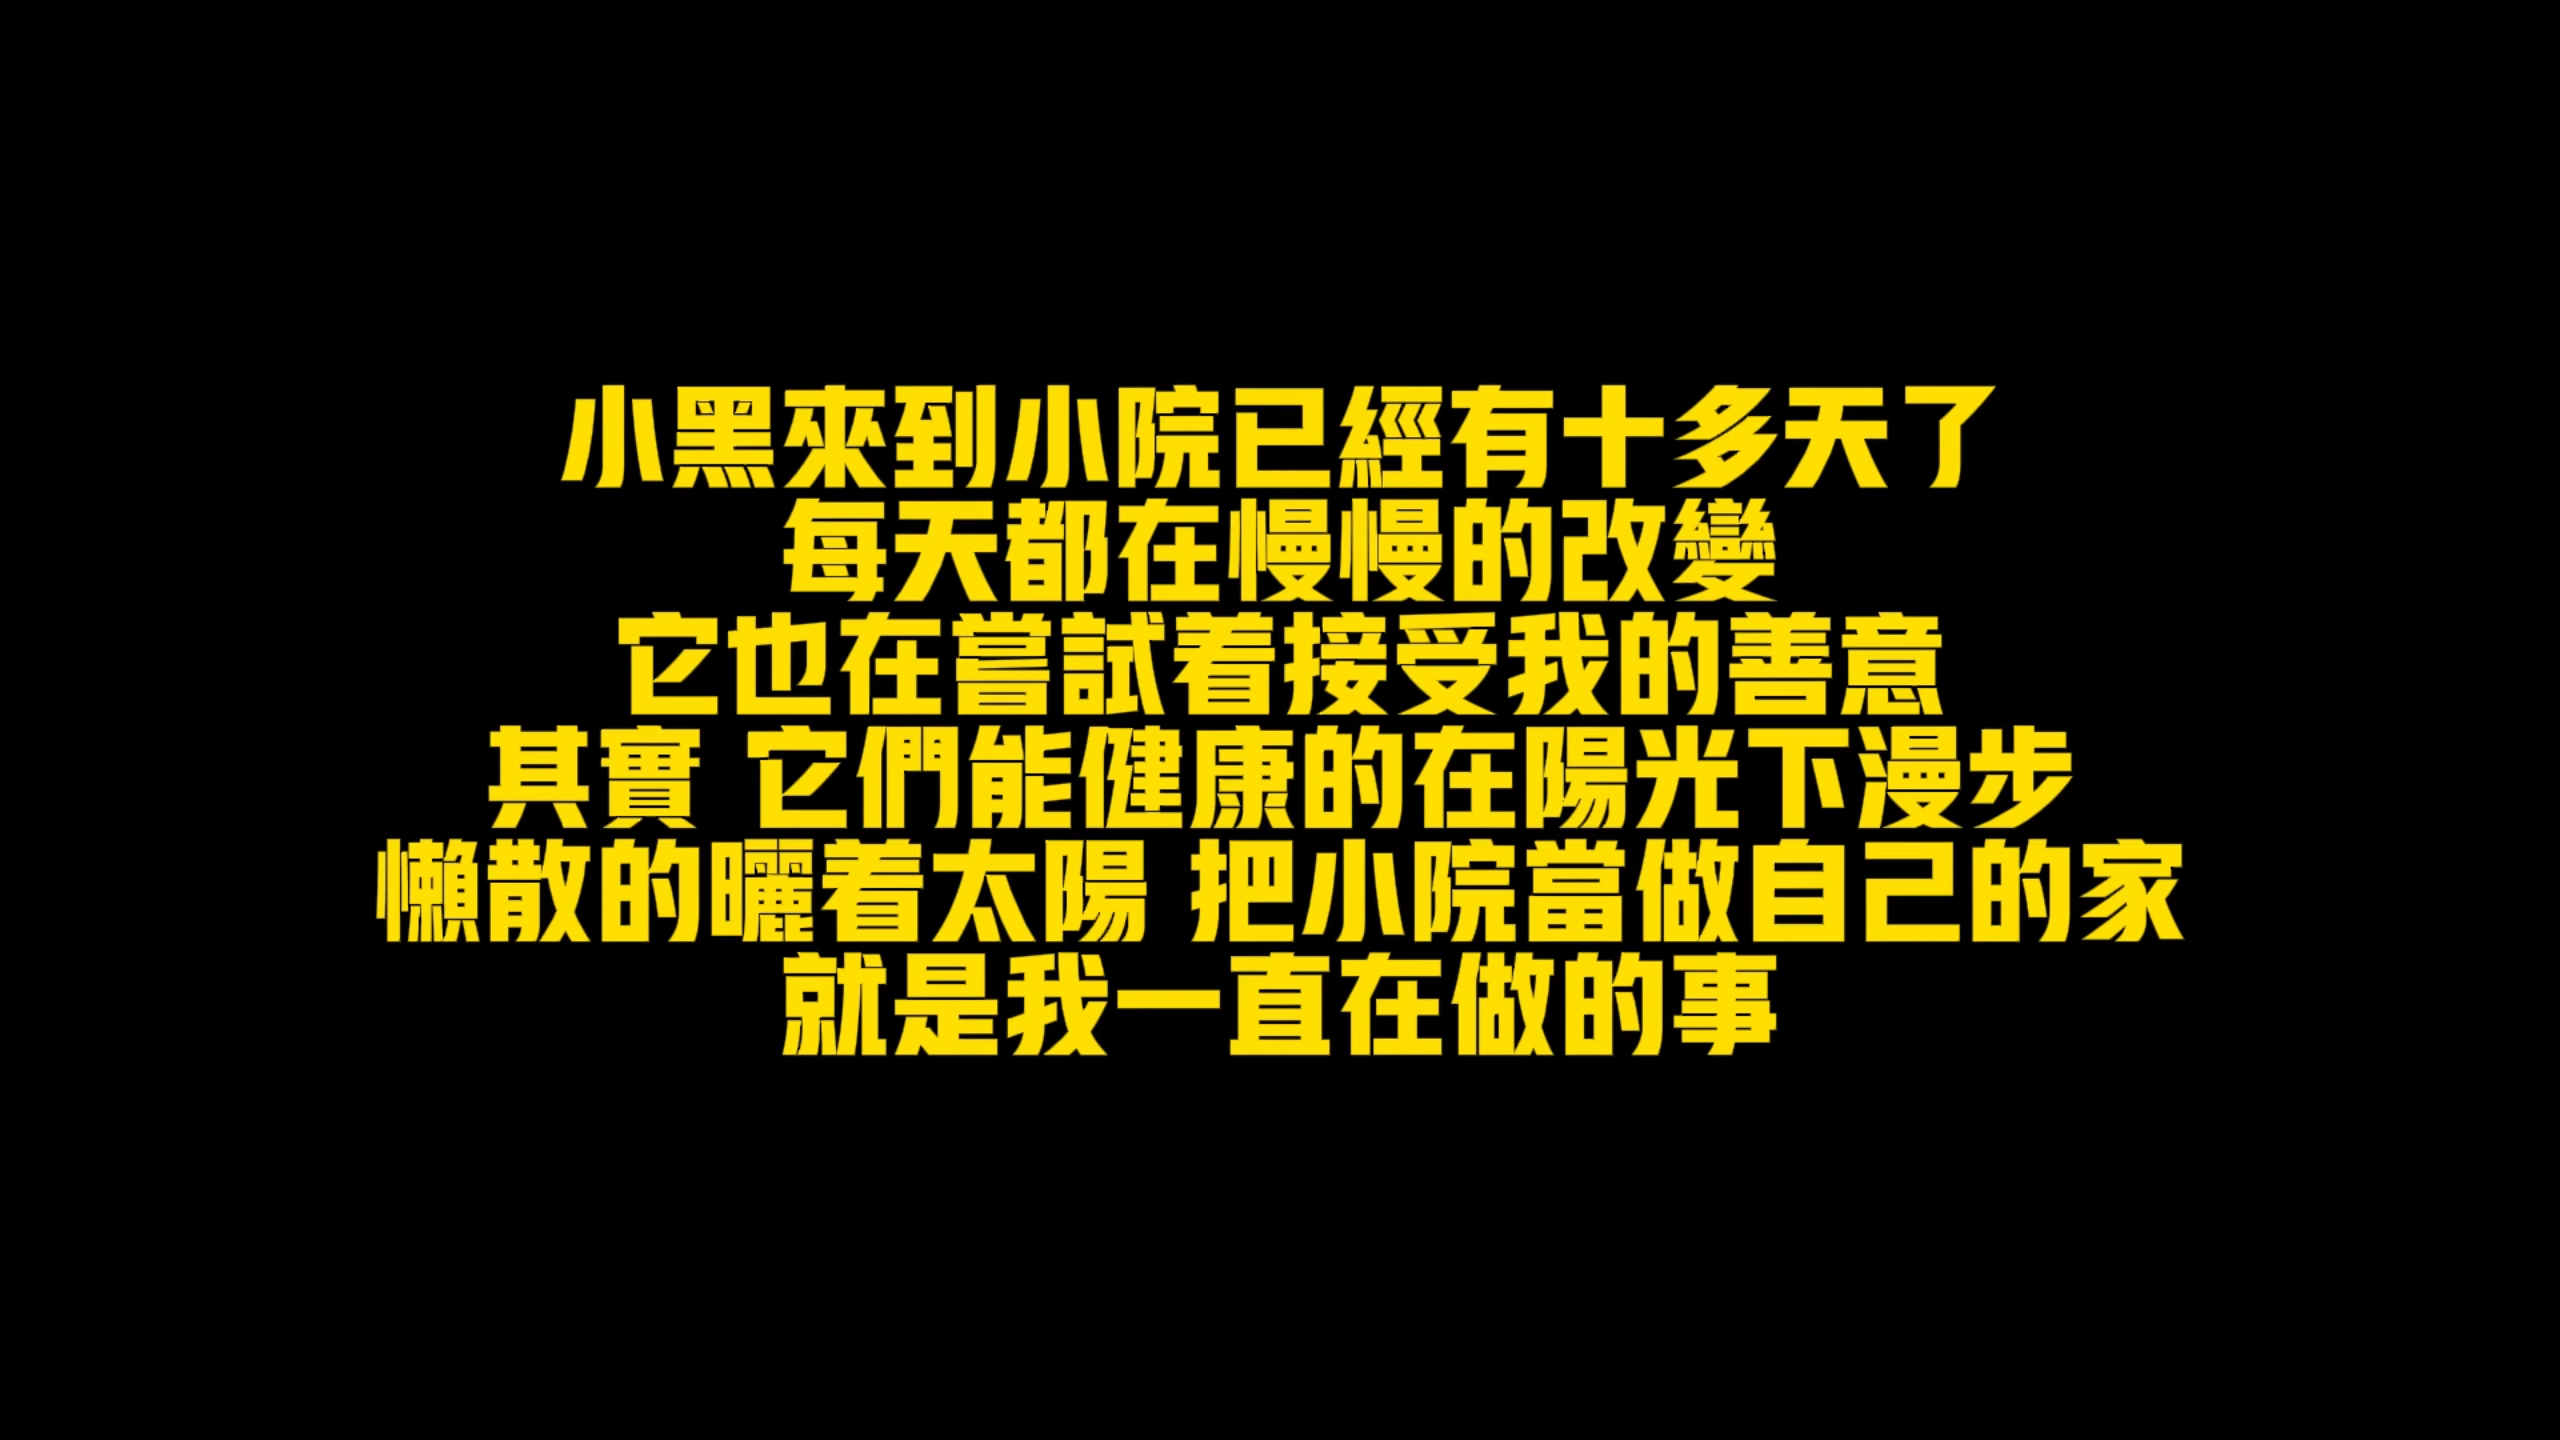 小黑來到小院已經有十多天了
每天都在慢慢的改變
它也在嘗試着接受我的善意
其實 它們能健康的在陽光下漫步
懶散的曬着太陽 把小院當做自己的家
就是我一直在做的事